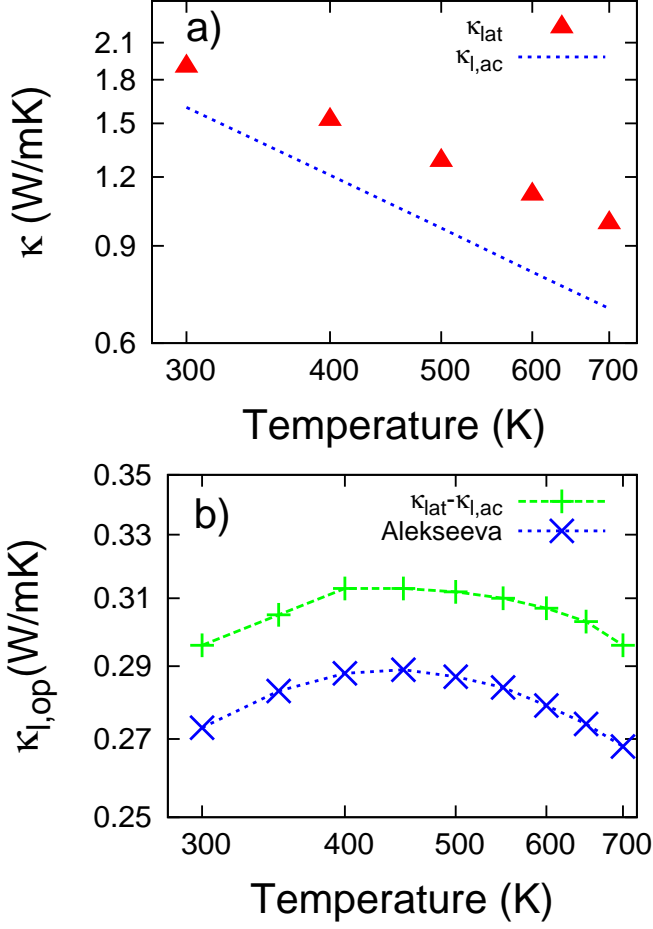 a)
κlat
κl,ac
2.1
1.8
1.5
1.2
0.9
0.6
κ (W/mK)
300 400 500 600 700
Temperature (K)
b)
κlat-κl,ac
Alekseeva
0.35
0.33
0.31
0.29
0.27
0.25
κl,op(W/mK)
300 400 500 600 700
Temperature (K)